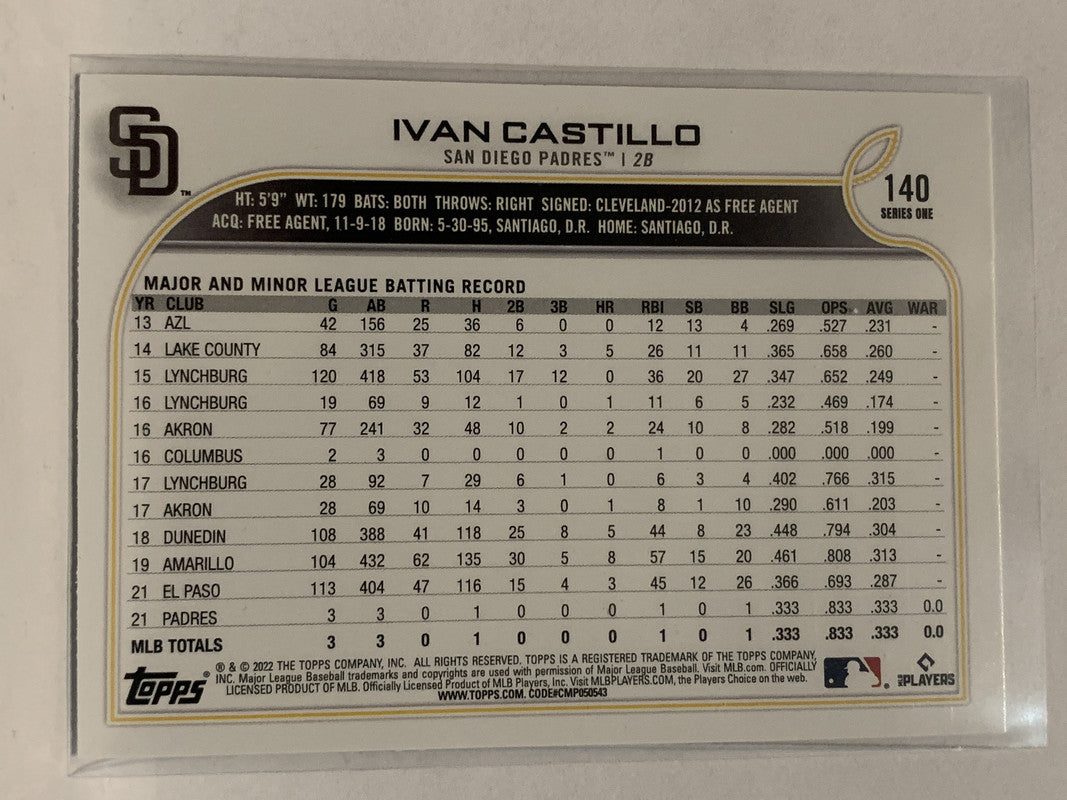 SD™
IVAN CASTILLO
SAN DIEGO PADRES™ | 2B
140
SERIES ONE
HT: 5'9" WT: 179 BATS: BOTH THROWS: RIGHT SIGNED: CLEVELAND-2012 AS FREE AGENT
ACQ: FREE AGENT, 11-9-18 BORN: 5-30-95, SANTIAGO, D.R. HOME: SANTIAGO, D.R.
MAJOR AND MINOR LEAGUE BATTING RECORD
YR CLUB G AB R H 2B 3B HR RBI SB BB SLG OPS AVG WAR
13 AZL 42 156 25 36 6 0 0 12 13 4 .269 .527 .231 -
14 LAKE COUNTY 84 315 37 82 12 3 5 26 11 11 .365 .658 .260 -
15 LYNCHBURG 120 418 53 104 17 12 0 36 20 27 .347 .652 .249 -
16 LYNCHBURG 19 69 9 12 1 0 1 11 6 5 .232 .469 .174 -
16 AKRON 77 241 32 48 10 2 2 24 10 8 .282 .518 .199 -
16 COLUMBUS 2 3 0 0 0 0 0 1 0 0 .000 .000 .000 -
17 LYNCHBURG 28 92 7 29 6 1 0 6 3 4 .402 .766 .315 -
17 AKRON 28 69 10 14 3 0 1 8 1 10 .290 .611 .203 -
18 DUNEDIN 108 388 41 118 25 8 5 44 8 23 .448 .794 .304 -
19 AMARILLO 104 432 62 135 30 5 8 57 15 20 .461 .808 .313 -
21 EL PASO 113 404 47 116 15 4 3 45 12 26 .366 .693 .287 -
21 PADRES 3 3 0 1 0 0 0 1 0 1 .333 .833 .333 0.0
MLB TOTALS 3 3 0 1 0 0 0 1 0 1 .333 .833 .333 0.0
topps®
® & © 2022 THE TOPPS COMPANY, INC. ALL RIGHTS RESERVED. TOPPS IS A REGISTERED TRADEMARK OF THE TOPPS COMPANY,
INC. Major League Baseball trademarks and copyrights are used with permission of Major League Baseball. Visit MLB.com. OFFICIALLY
LICENSED PRODUCT OF MLB. Officially Licensed Product of MLB Players, Inc. Visit MLBPLAYERS.COM, the Players Choice on the web.
WWW.TOPPS.COM. CODE#CMP050543
MLB PLAYERS